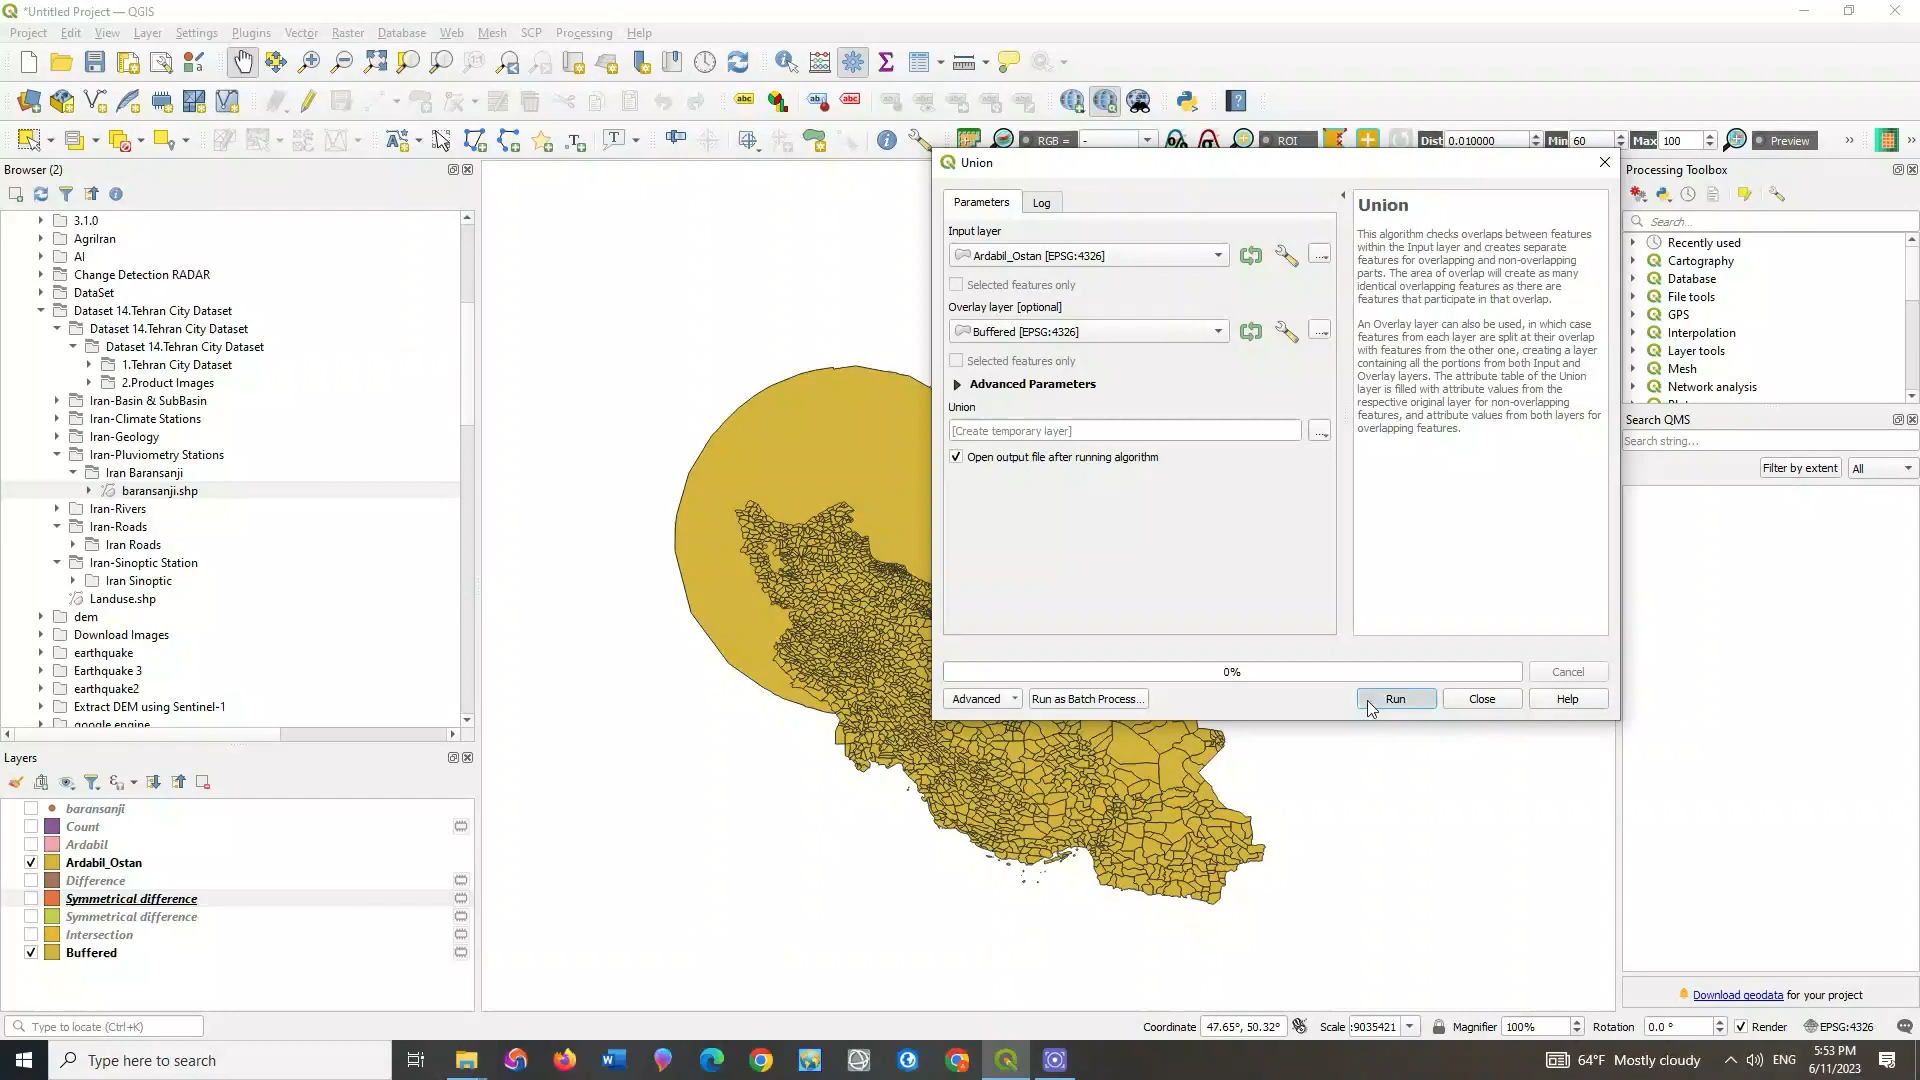 *Untitled Project — QGIS
Project Edit View Layer Settings Plugins Vector Raster Database Web Mesh SCP Processing Help
RGB = - ROI Dist 0.010000 Min 60 Max 100 Preview
Browser (2)
3.1.0
AgriIran
AI
Change Detection RADAR
DataSet
Dataset 14.Tehran City Dataset
Dataset 14.Tehran City Dataset
Dataset 14.Tehran City Dataset
1.Tehran City Dataset
2.Product Images
Iran-Basin & SubBasin
Iran-Climate Stations
Iran-Geology
Iran-Pluviometry Stations
Iran Baransanji
baransanji.shp
Iran-Rivers
Iran-Roads
Iran Roads
Iran-Sinoptic Station
Iran Sinoptic
Landuse.shp
dem
Download Images
earthquake
Earthquake 3
earthquake2
Extract DEM using Sentinel-1
google engine
Layers
baransanji
Count
Ardabil
Ardabil_Ostan
Difference
Symmetrical difference
Symmetrical difference
Intersection
Buffered
Union
Parameters Log
Input layer
Ardabil_Ostan [EPSG:4326]
Selected features only
Overlay layer [optional]
Buffered [EPSG:4326]
Selected features only
Advanced Parameters
Union
[Create temporary layer]
Open output file after running algorithm
Union
This algorithm checks overlaps between features
within the Input layer and creates separate
features for overlapping and non-overlapping
parts. The area of overlap will create as many
identical overlapping features as there are
features that participate in that overlap.
An Overlay layer can also be used, in which case
features from each layer are split at their overlap
with features from the other one, creating a layer
containing all the portions from both Input and
Overlay layers. The attribute table of the Union
layer is filled with attribute values from the
respective original layer for non-overlapping
features, and attribute values from both layers for
overlapping features.
0% Cancel
Advanced Run as Batch Process... Run Close Help
Processing Toolbox
Search...
Recently used
Cartography
Database
File tools
GPS
Interpolation
Layer tools
Mesh
Network analysis
Search QMS
Search string...
Filter by extent All
Download geodata for your project
Type to locate (Ctrl+K) Coordinate 47.65°, 50.32° Scale :9035421 Magnifier 100% Rotation 0.0 ° Render EPSG:4326
Type here to search 64°F Mostly cloudy ENG 5:53 PM
6/11/2023